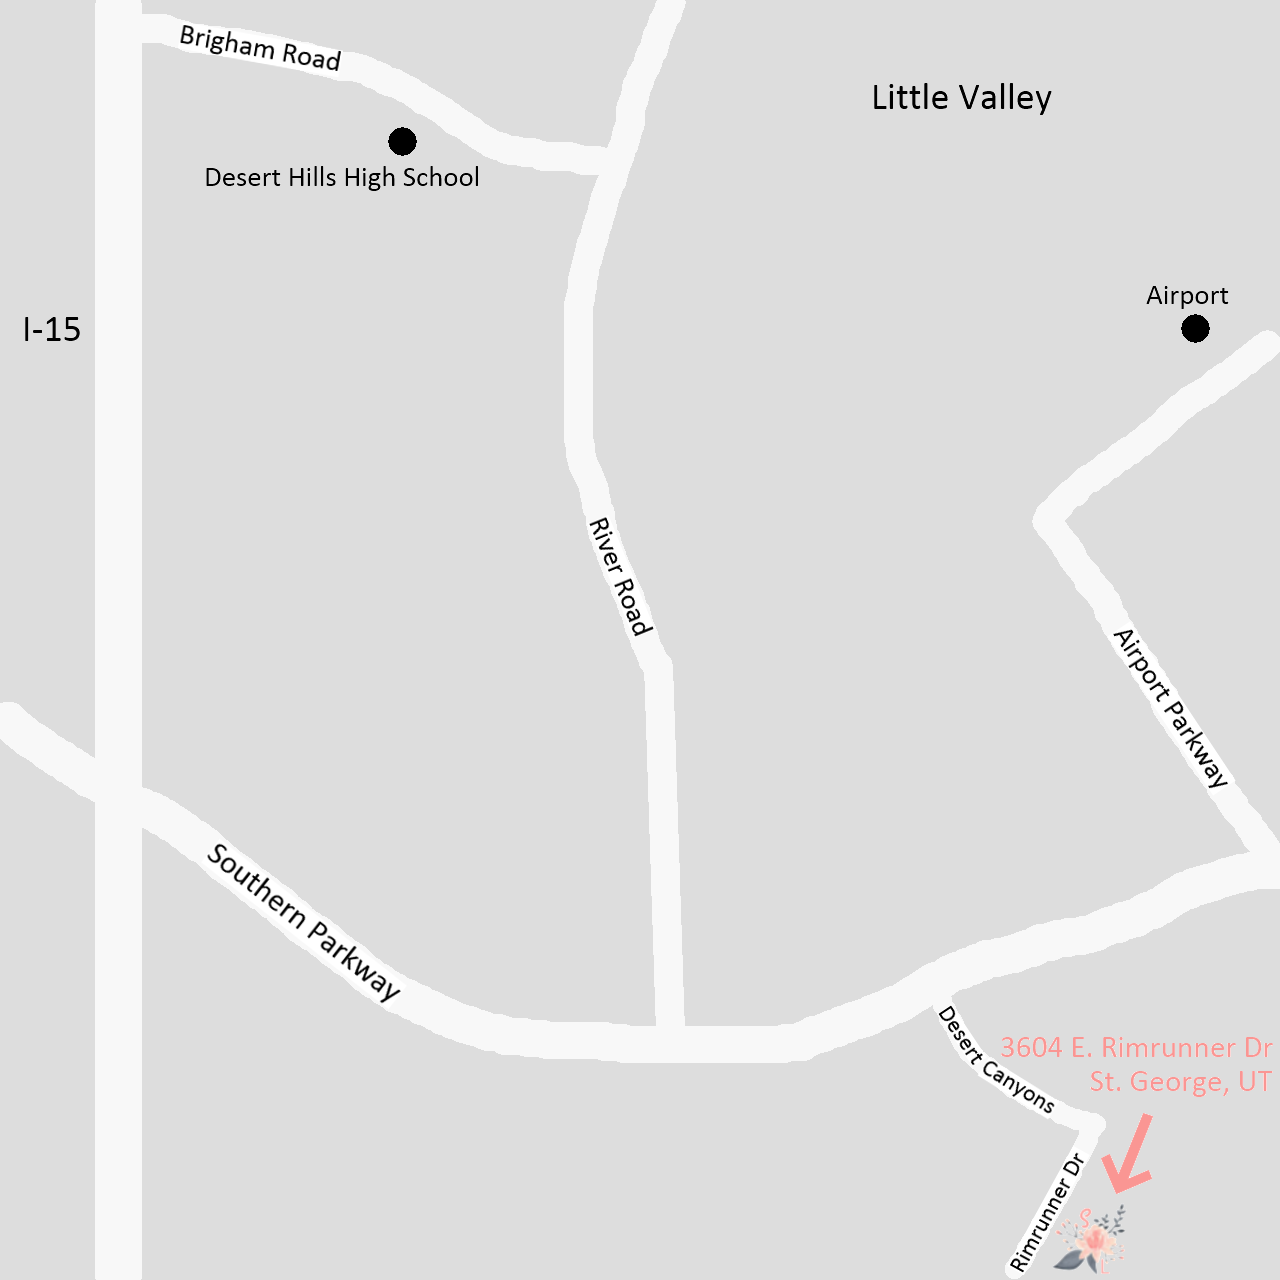 Brigham Road
Little Valley
Desert Hills High School
Airport
I-15
River Road
Airport Parkway
Southern Parkway
Desert Canyons
3604 E. Rimrunner Dr
St. George, UT
Rimrunner Dr
S
L